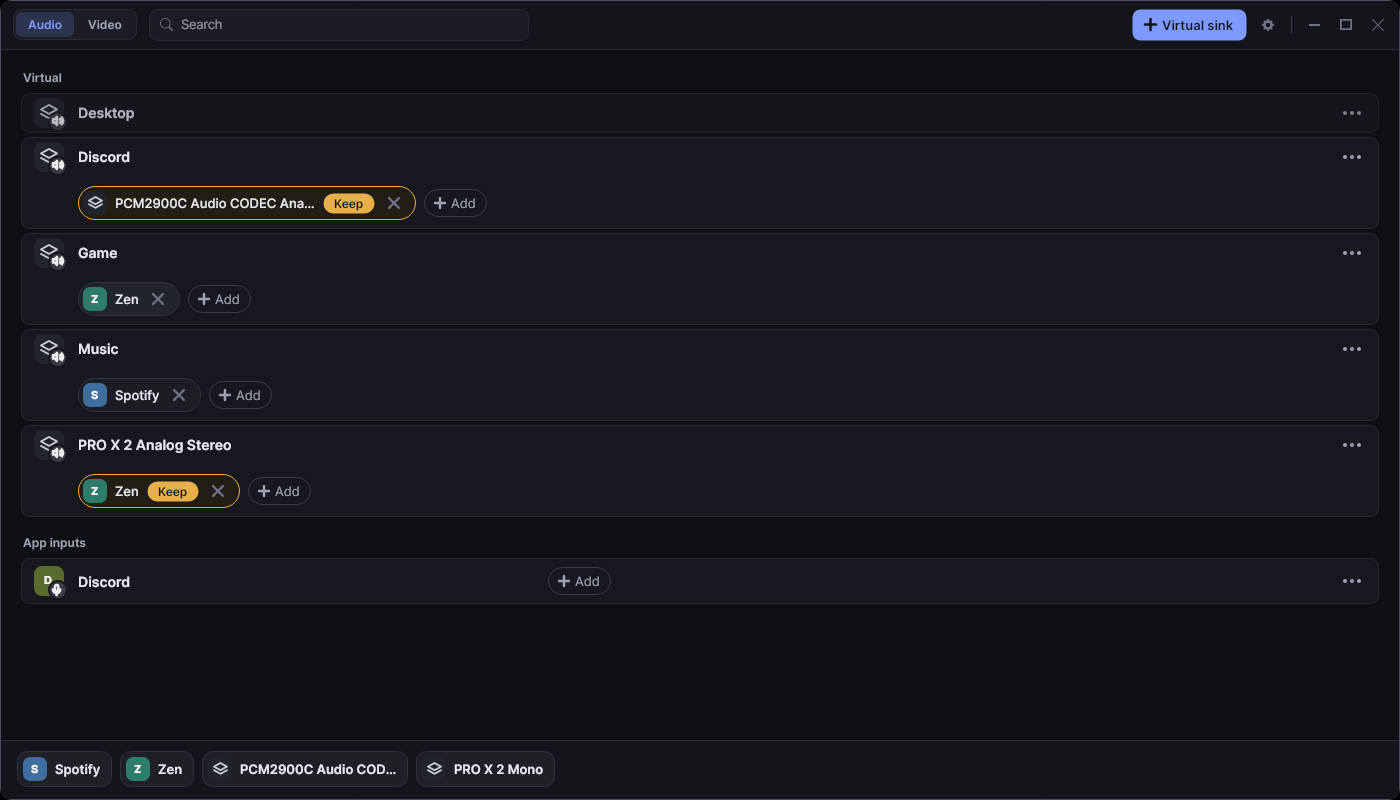 Audio Video Search + Virtual sink
Virtual
Desktop
Discord
PCM2900C Audio CODEC Ana... Keep + Add
Game
Z Zen + Add
Music
S Spotify + Add
PRO X 2 Analog Stereo
Z Zen Keep + Add
App inputs
D Discord + Add
S Spotify Z Zen PCM2900C Audio COD... PRO X 2 Mono